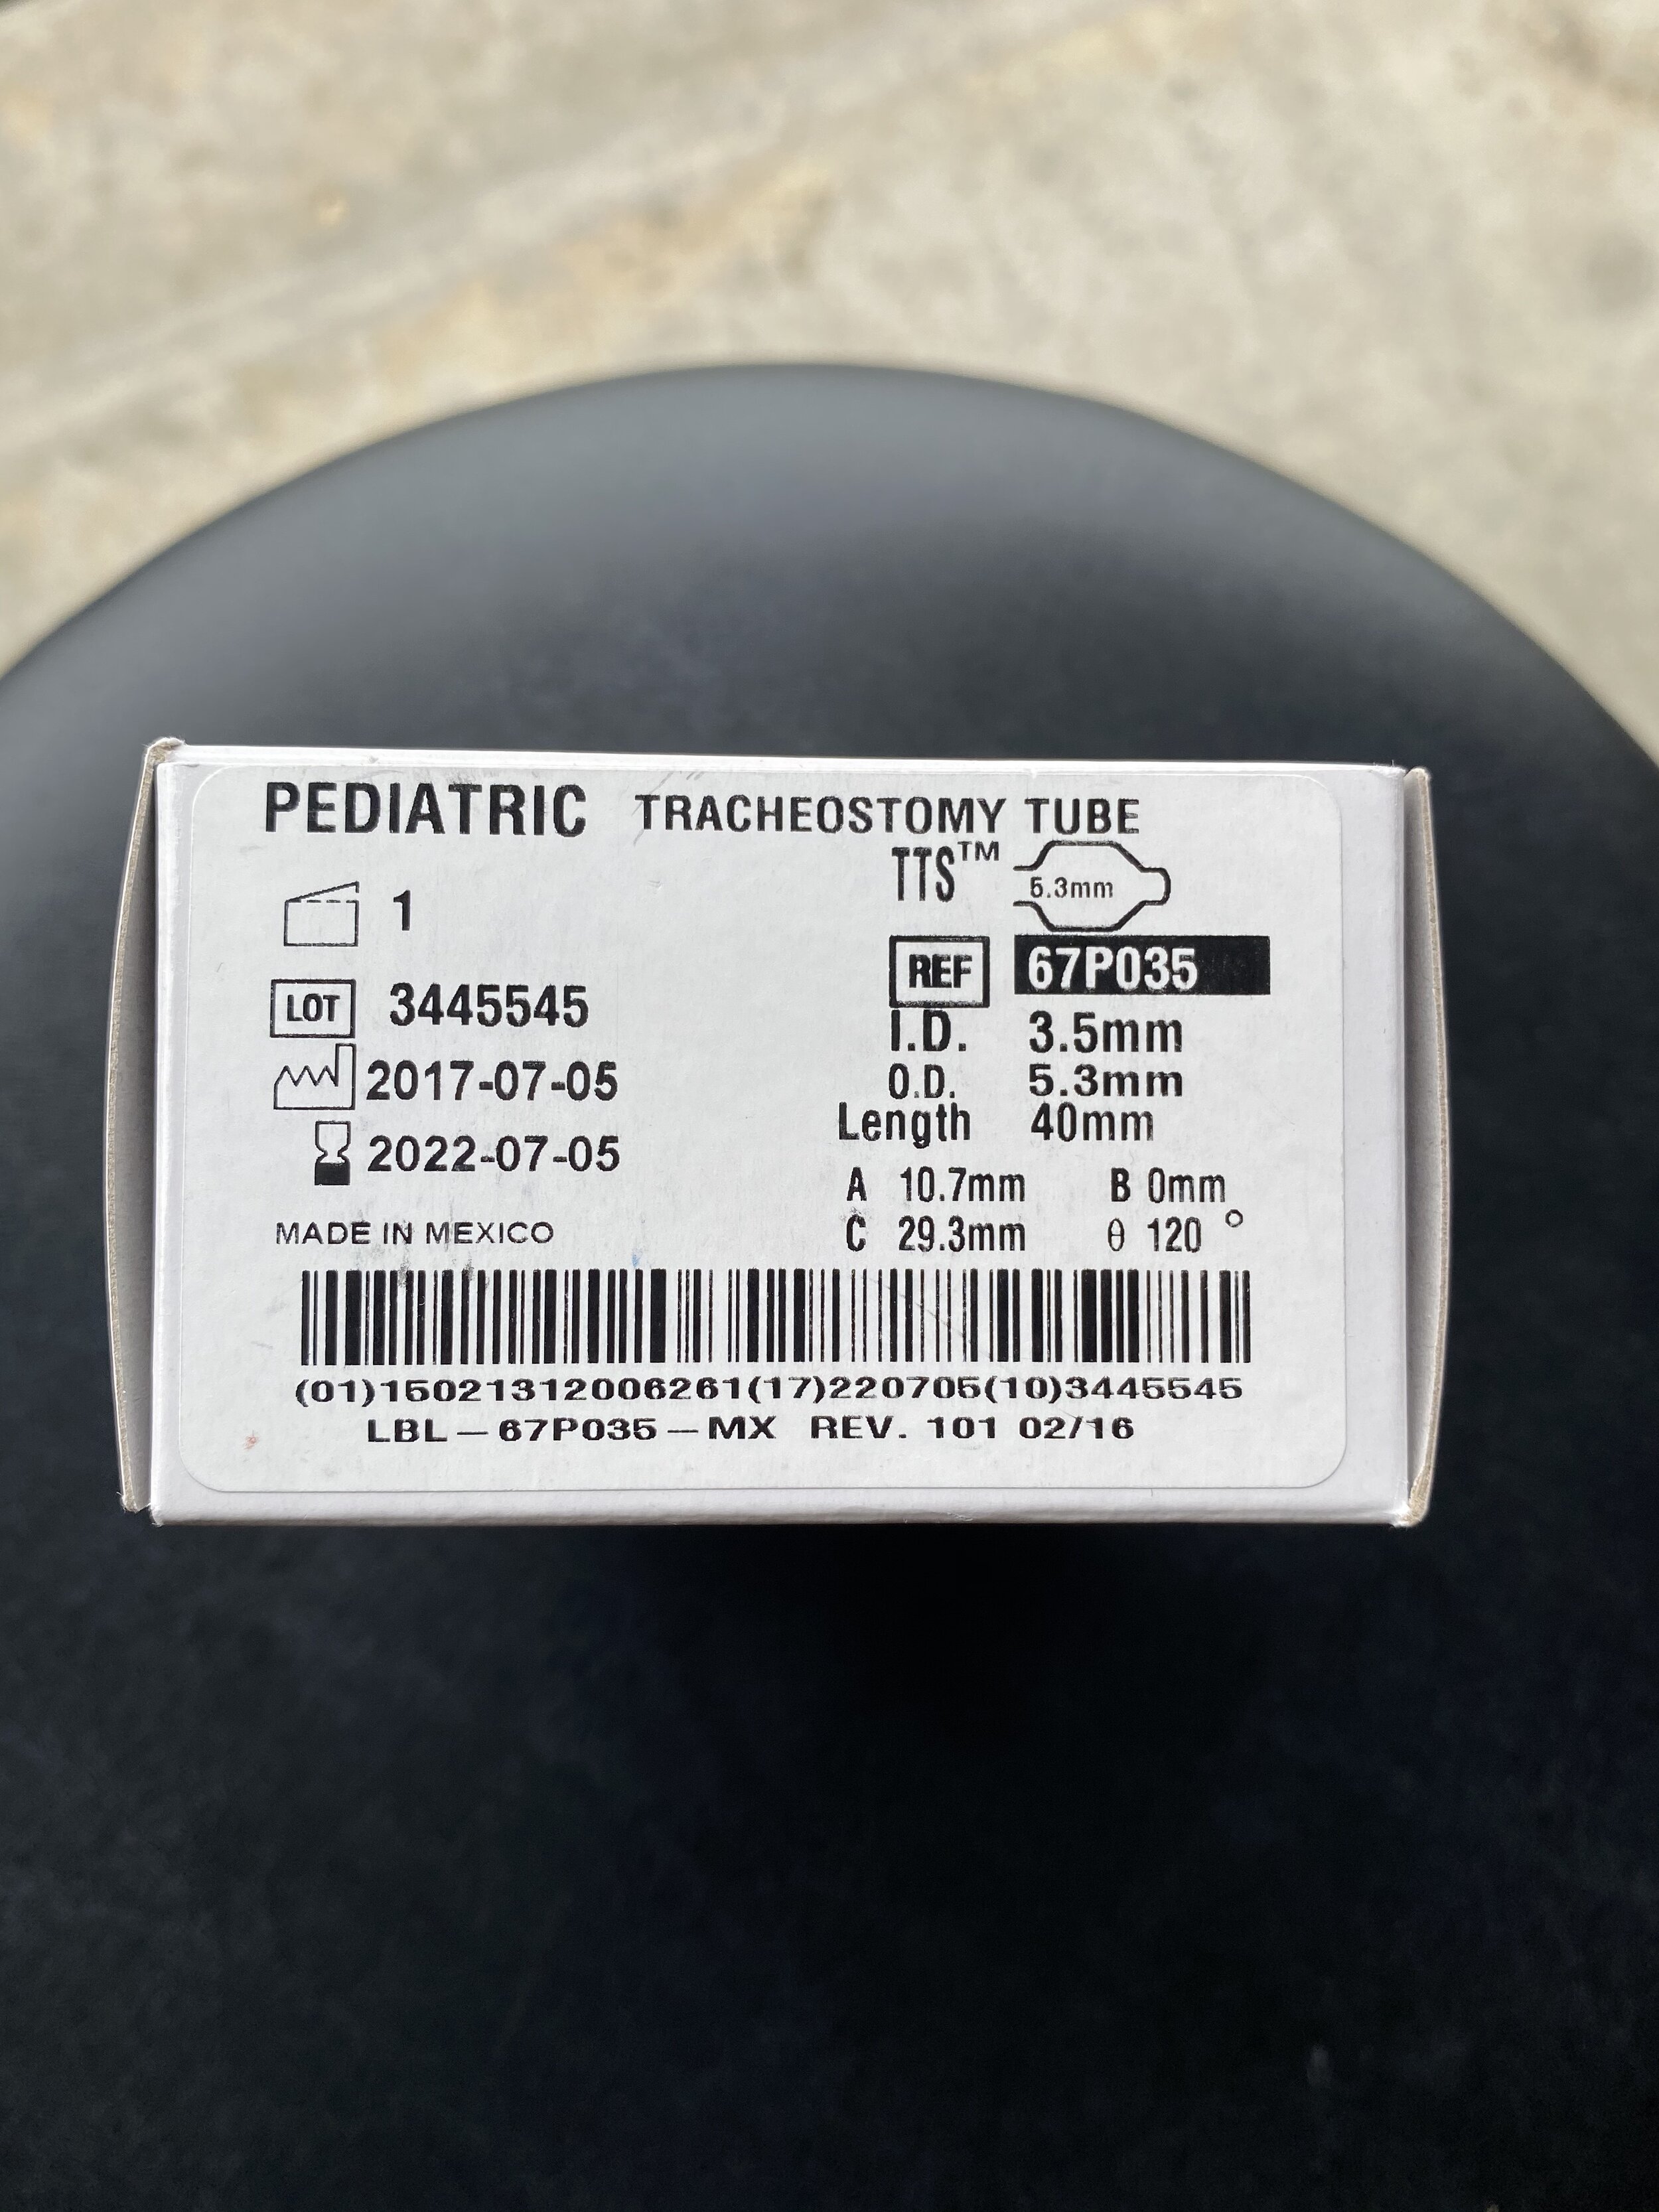 PEDIATRIC TRACHEOSTOMY TUBE
TTS™ 5.3mm
1
REF 67P035
LOT 3445545
I.D. 3.5mm
2017-07-05
O.D. 5.3mm
Length 40mm
2022-07-05
A 10.7mm B 0mm
MADE IN MEXICO
C 29.3mm θ 120 °
(01)15021312006261(17)220705(10)3445545
LBL-67P035-MX REV. 101 02/16